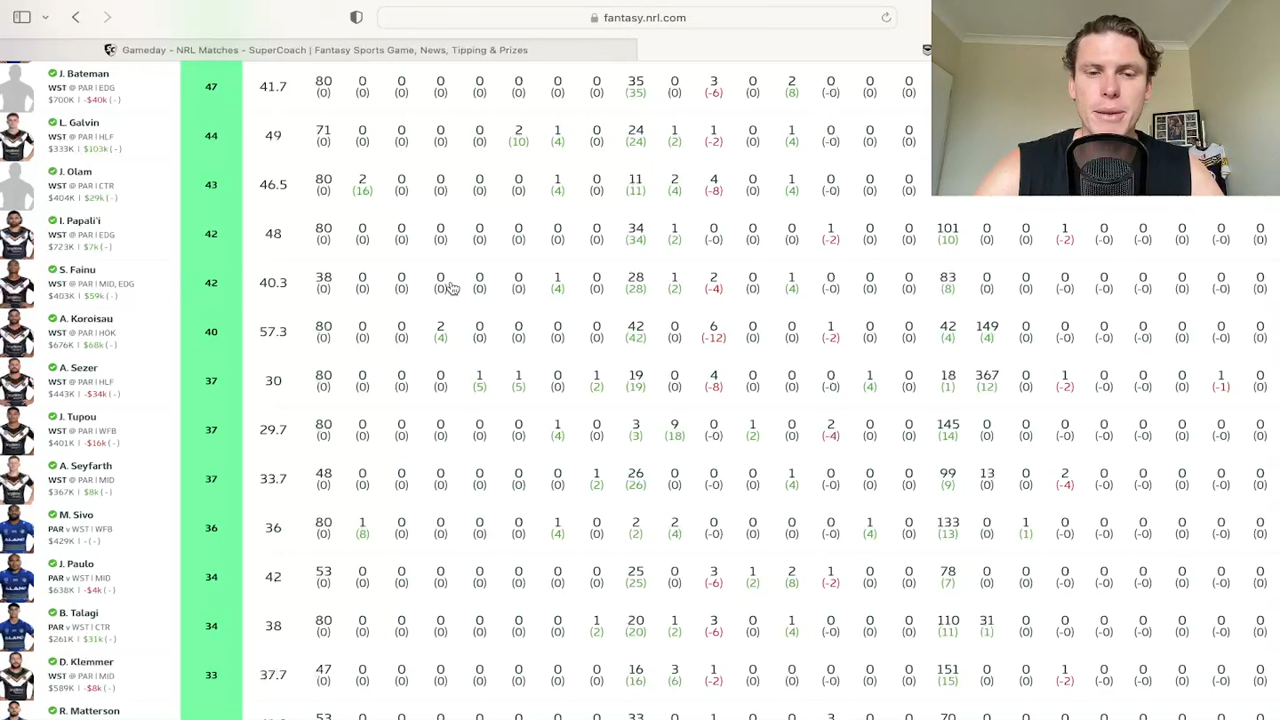 fantasy.nrl.com
Gameday - NRL Matches - SuperCoach | Fantasy Sports Game, News, Tipping & Prizes
J. Bateman 47 41.7 80 0 0 0 0 0 0 0 35 0 3 0 2 0 0 0
WST @ PAR | EDG (0) (0) (0) (0) (0) (0) (0) (0) (35) (0) (-6) (0) (8) (-0) (0) (0)
$700K | -$40k ( - )
L. Galvin 44 49 71 0 0 0 0 2 1 0 24 1 1 0 1 0 0 0
WST @ PAR | HLF (0) (0) (0) (0) (0) (10) (4) (0) (24) (2) (-2) (0) (4) (-0) (0) (0)
$333K | $103k ( - )
J. Olam 43 46.5 80 2 0 0 0 0 1 0 11 2 4 0 1 0 0 0
WST @ PAR | CTR (0) (16) (0) (0) (0) (0) (4) (0) (11) (4) (-8) (0) (4) (-0) (0) (0)
$404K | $29k ( - )
I. Papali'i 42 48 80 0 0 0 0 0 0 0 34 1 0 0 0 1 0 0 101 0 0 1 0 0 0 0 0
WST @ PAR | EDG (0) (0) (0) (0) (0) (0) (0) (0) (34) (2) (-0) (0) (0) (-2) (0) (0) (10) (0) (0) (-2) (-0) (-0) (-0) (0) (-0)
$723K | $7k ( - )
S. Fainu 42 40.3 38 0 0 0 0 0 1 0 28 1 2 0 1 0 0 0 83 0 0 0 0 0 0 0 0
WST @ PAR | MID, EDG (0) (0) (0) (0) (0) (0) (4) (0) (28) (2) (-4) (0) (4) (-0) (0) (0) (8) (0) (0) (-0) (-0) (-0) (-0) (0) (-0)
$403K | $59k ( - )
A. Koroisau 40 57.3 80 0 0 2 0 0 0 0 42 0 6 0 0 1 0 0 42 149 0 0 0 0 0 0 0
WST @ PAR | HOK (0) (0) (0) (4) (0) (0) (0) (0) (42) (0) (-12) (0) (0) (-2) (0) (0) (4) (4) (0) (-0) (-0) (-0) (-0) (0) (-0)
$676K | $68k ( - )
A. Sezer 37 30 80 0 0 0 1 1 0 1 19 0 4 0 0 0 1 0 18 367 0 1 0 0 0 1 0
WST @ PAR | HLF (0) (0) (0) (0) (5) (5) (0) (2) (19) (0) (-8) (0) (0) (-0) (4) (0) (1) (12) (0) (-2) (-0) (-0) (-0) (-1) (0)
$443K | -$34k ( - )
J. Tupou 37 29.7 80 0 0 0 0 0 1 0 3 9 0 1 0 2 0 0 145 0 0 0 0 0 0 0 0
WST @ PAR | WFB (0) (0) (0) (0) (0) (0) (4) (0) (3) (18) (-0) (2) (0) (-4) (0) (0) (14) (0) (0) (-0) (-0) (-0) (-0) (0) (-0)
$401K | -$16k ( - )
A. Seyfarth 37 33.7 48 0 0 0 0 0 0 1 26 0 0 0 1 0 0 0 99 13 0 2 0 0 0 0 0
WST @ PAR | MID (0) (0) (0) (0) (0) (0) (0) (2) (26) (0) (-0) (0) (4) (-0) (0) (0) (9) (0) (0) (-4) (-0) (-0) (-0) (0) (-0)
$367K | $8k ( - )
M. Sivo 36 36 80 1 0 0 0 0 1 0 2 2 0 0 0 0 1 0 133 0 1 0 0 0 0 0 0
PAR v WST | WFB (0) (8) (0) (0) (0) (0) (4) (0) (2) (4) (-0) (0) (0) (-0) (4) (0) (13) (0) (1) (-0) (-0) (-0) (-0) (0) (-0)
$429K | - ( - )
J. Paulo 34 42 53 0 0 0 0 0 0 0 25 0 3 1 2 1 0 0 78 0 0 0 0 0 0 0 0
PAR v WST | MID (0) (0) (0) (0) (0) (0) (0) (0) (25) (0) (-6) (2) (8) (-2) (0) (0) (7) (0) (0) (-0) (-0) (-0) (-0) (0) (-0)
$638K | -$4k ( - )
B. Talagi 34 38 80 0 0 0 0 0 0 1 20 1 3 0 1 0 0 0 110 31 0 0 0 0 0 0 0
PAR v WST | CTR (0) (0) (0) (0) (0) (0) (0) (2) (20) (2) (-6) (0) (4) (-0) (0) (0) (11) (1) (0) (-0) (-0) (-0) (-0) (0) (-0)
$261K | $31k ( - )
D. Klemmer 33 37.7 47 0 0 0 0 0 0 0 16 3 1 0 0 0 0 0 151 0 0 1 0 0 0 0 0
WST @ PAR | MID (0) (0) (0) (0) (0) (0) (0) (0) (16) (6) (-2) (0) (0) (-0) (0) (0) (15) (0) (0) (-2) (-0) (-0) (-0) (0) (-0)
$589K | -$8k ( - )
R. Matterson 53 0 0 0 0 0 0 0 33 0 1 0 0 3 0 0 70 0 0 0 0 0 0 0 0